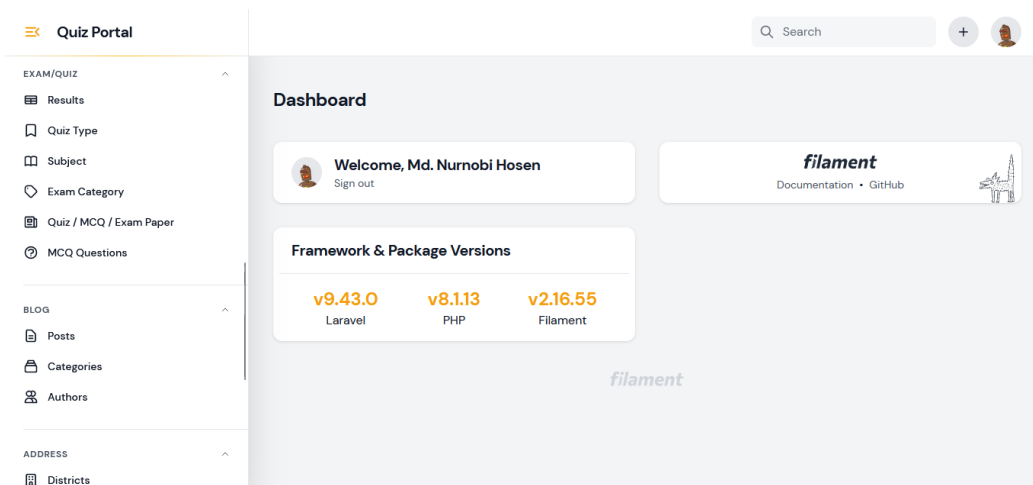 Quiz Portal
Search
EXAM/QUIZ
Results
Quiz Type
Subject
Exam Category
Quiz / MCQ / Exam Paper
MCQ Questions
BLOG
Posts
Categories
Authors
ADDRESS
Districts
Dashboard
Welcome, Md. Nurnobi Hosen
Sign out
filament
Documentation • GitHub
Framework & Package Versions
v9.43.0 v8.1.13 v2.16.55
Laravel PHP Filament
filament